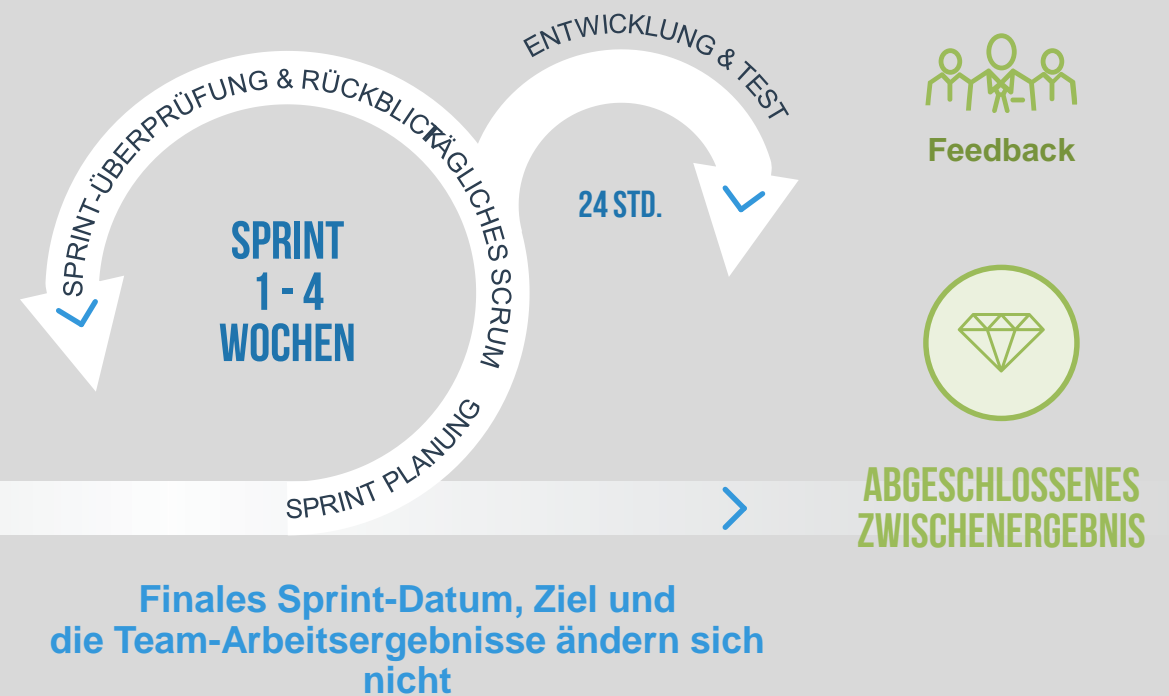 ENTWICKLUNG & TEST
SPRINT-ÜBERPRÜFUNG & RÜCKBLICK
TÄGLICHES SCRUM
Feedback
24 STD.
SPRINT
1 - 4
WOCHEN
SPRINT PLANUNG
ABGESCHLOSSENES
ZWISCHENERGEBNIS
Finales Sprint-Datum, Ziel und
die Team-Arbeitsergebnisse ändern sich
nicht